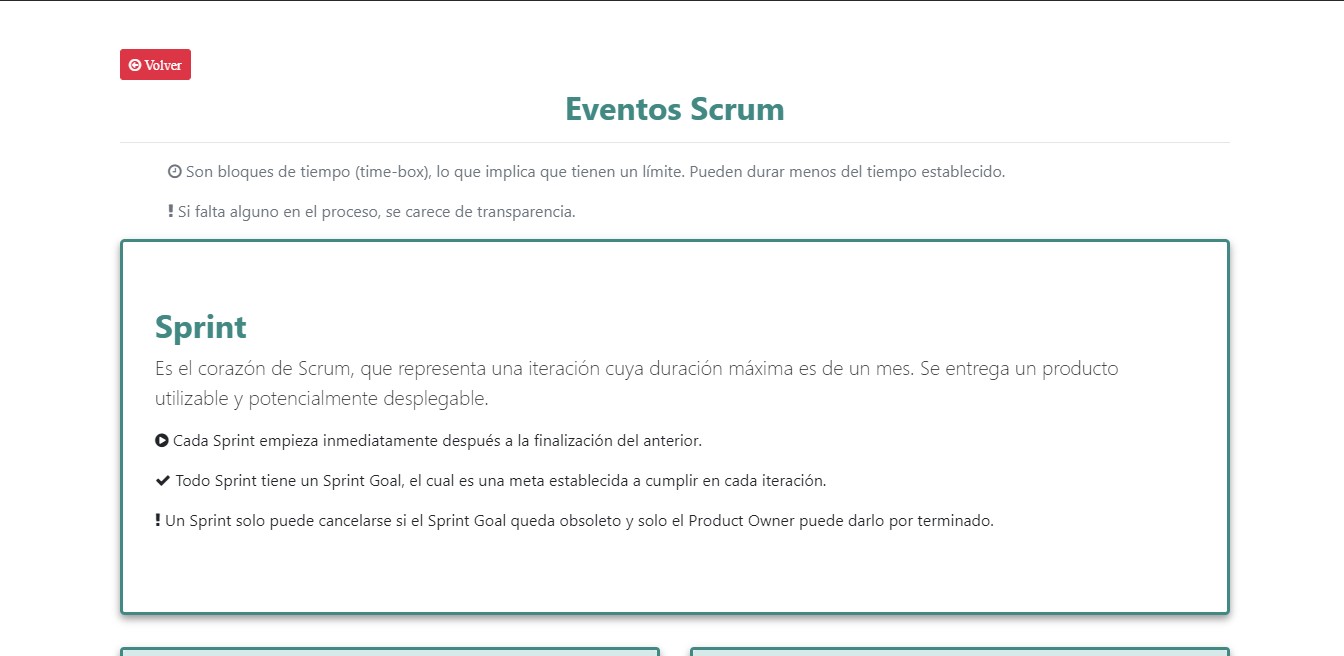 Volver
Eventos Scrum
Son bloques de tiempo (time-box), lo que implica que tienen un límite. Pueden durar menos del tiempo establecido.
Si falta alguno en el proceso, se carece de transparencia.
Sprint
Es el corazón de Scrum, que representa una iteración cuya duración máxima es de un mes. Se entrega un producto
utilizable y potencialmente desplegable.
Cada Sprint empieza inmediatamente después a la finalización del anterior.
Todo Sprint tiene un Sprint Goal, el cual es una meta establecida a cumplir en cada iteración.
Un Sprint solo puede cancelarse si el Sprint Goal queda obsoleto y solo el Product Owner puede darlo por terminado.